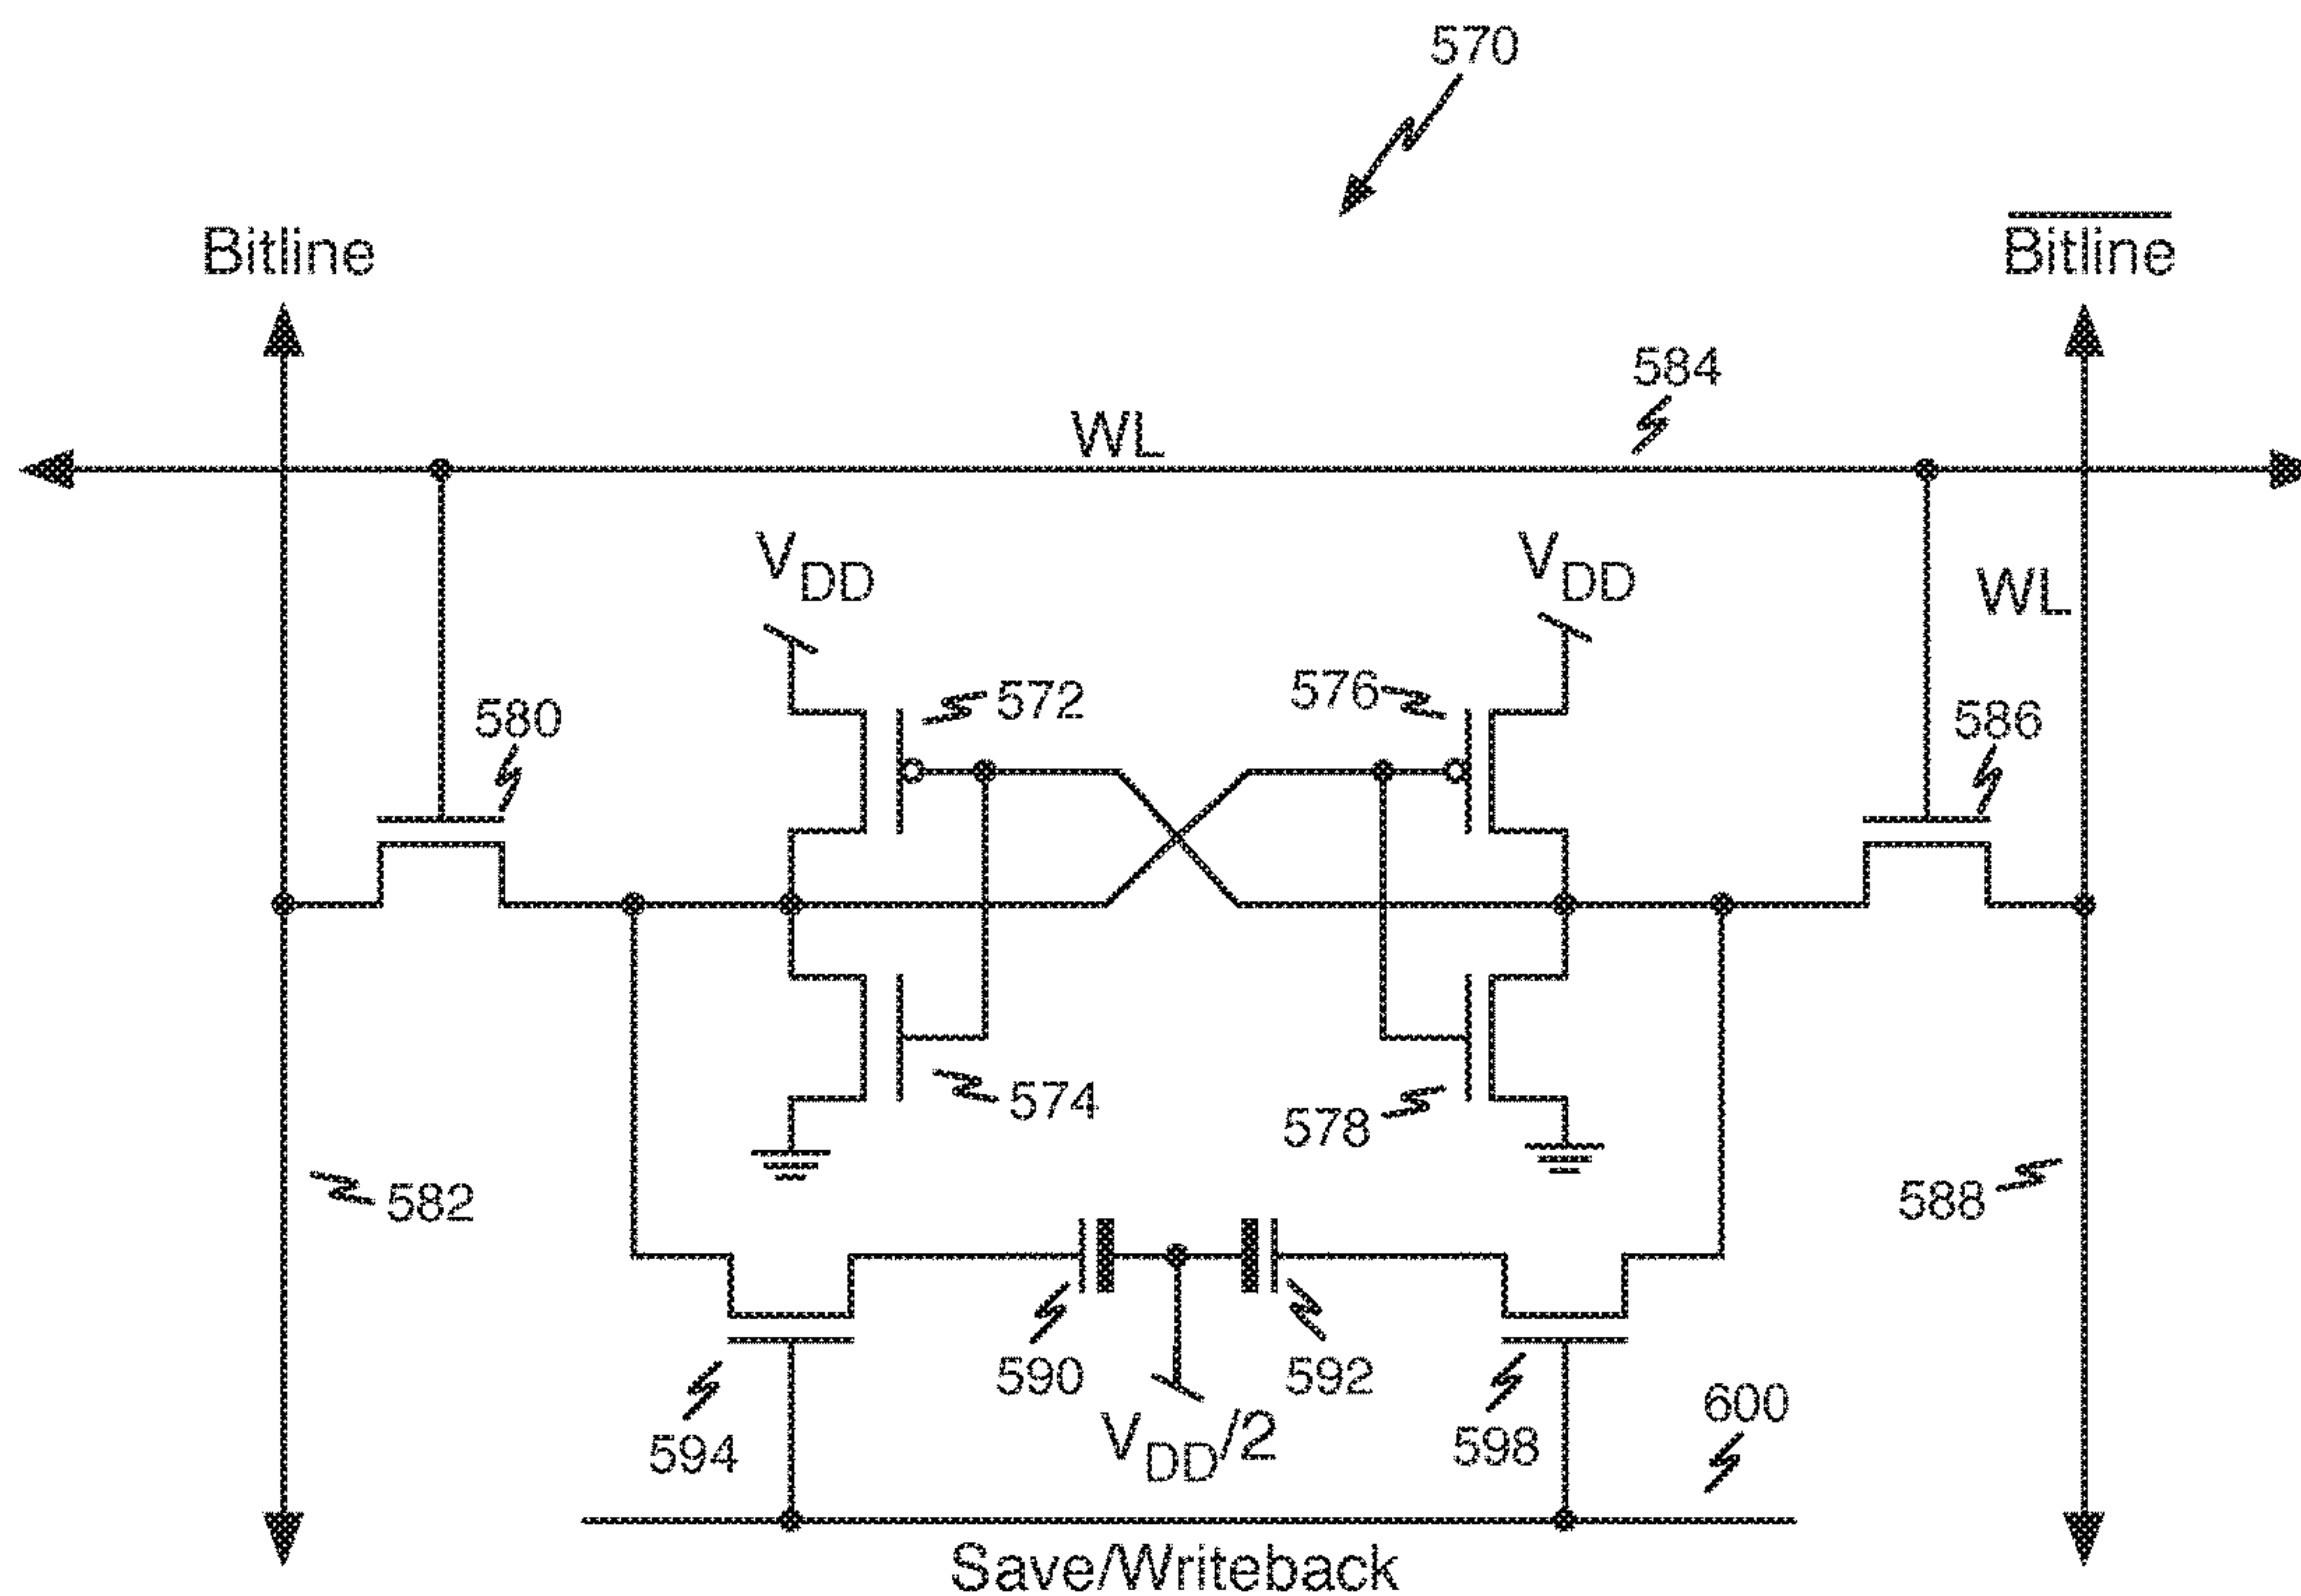 570
Bitline
Bitline
584
WL
VDD
VDD
WL
572
576
580
586
574
578
582
588
590
592
594
VDD/2
598
600
Save/Writeback